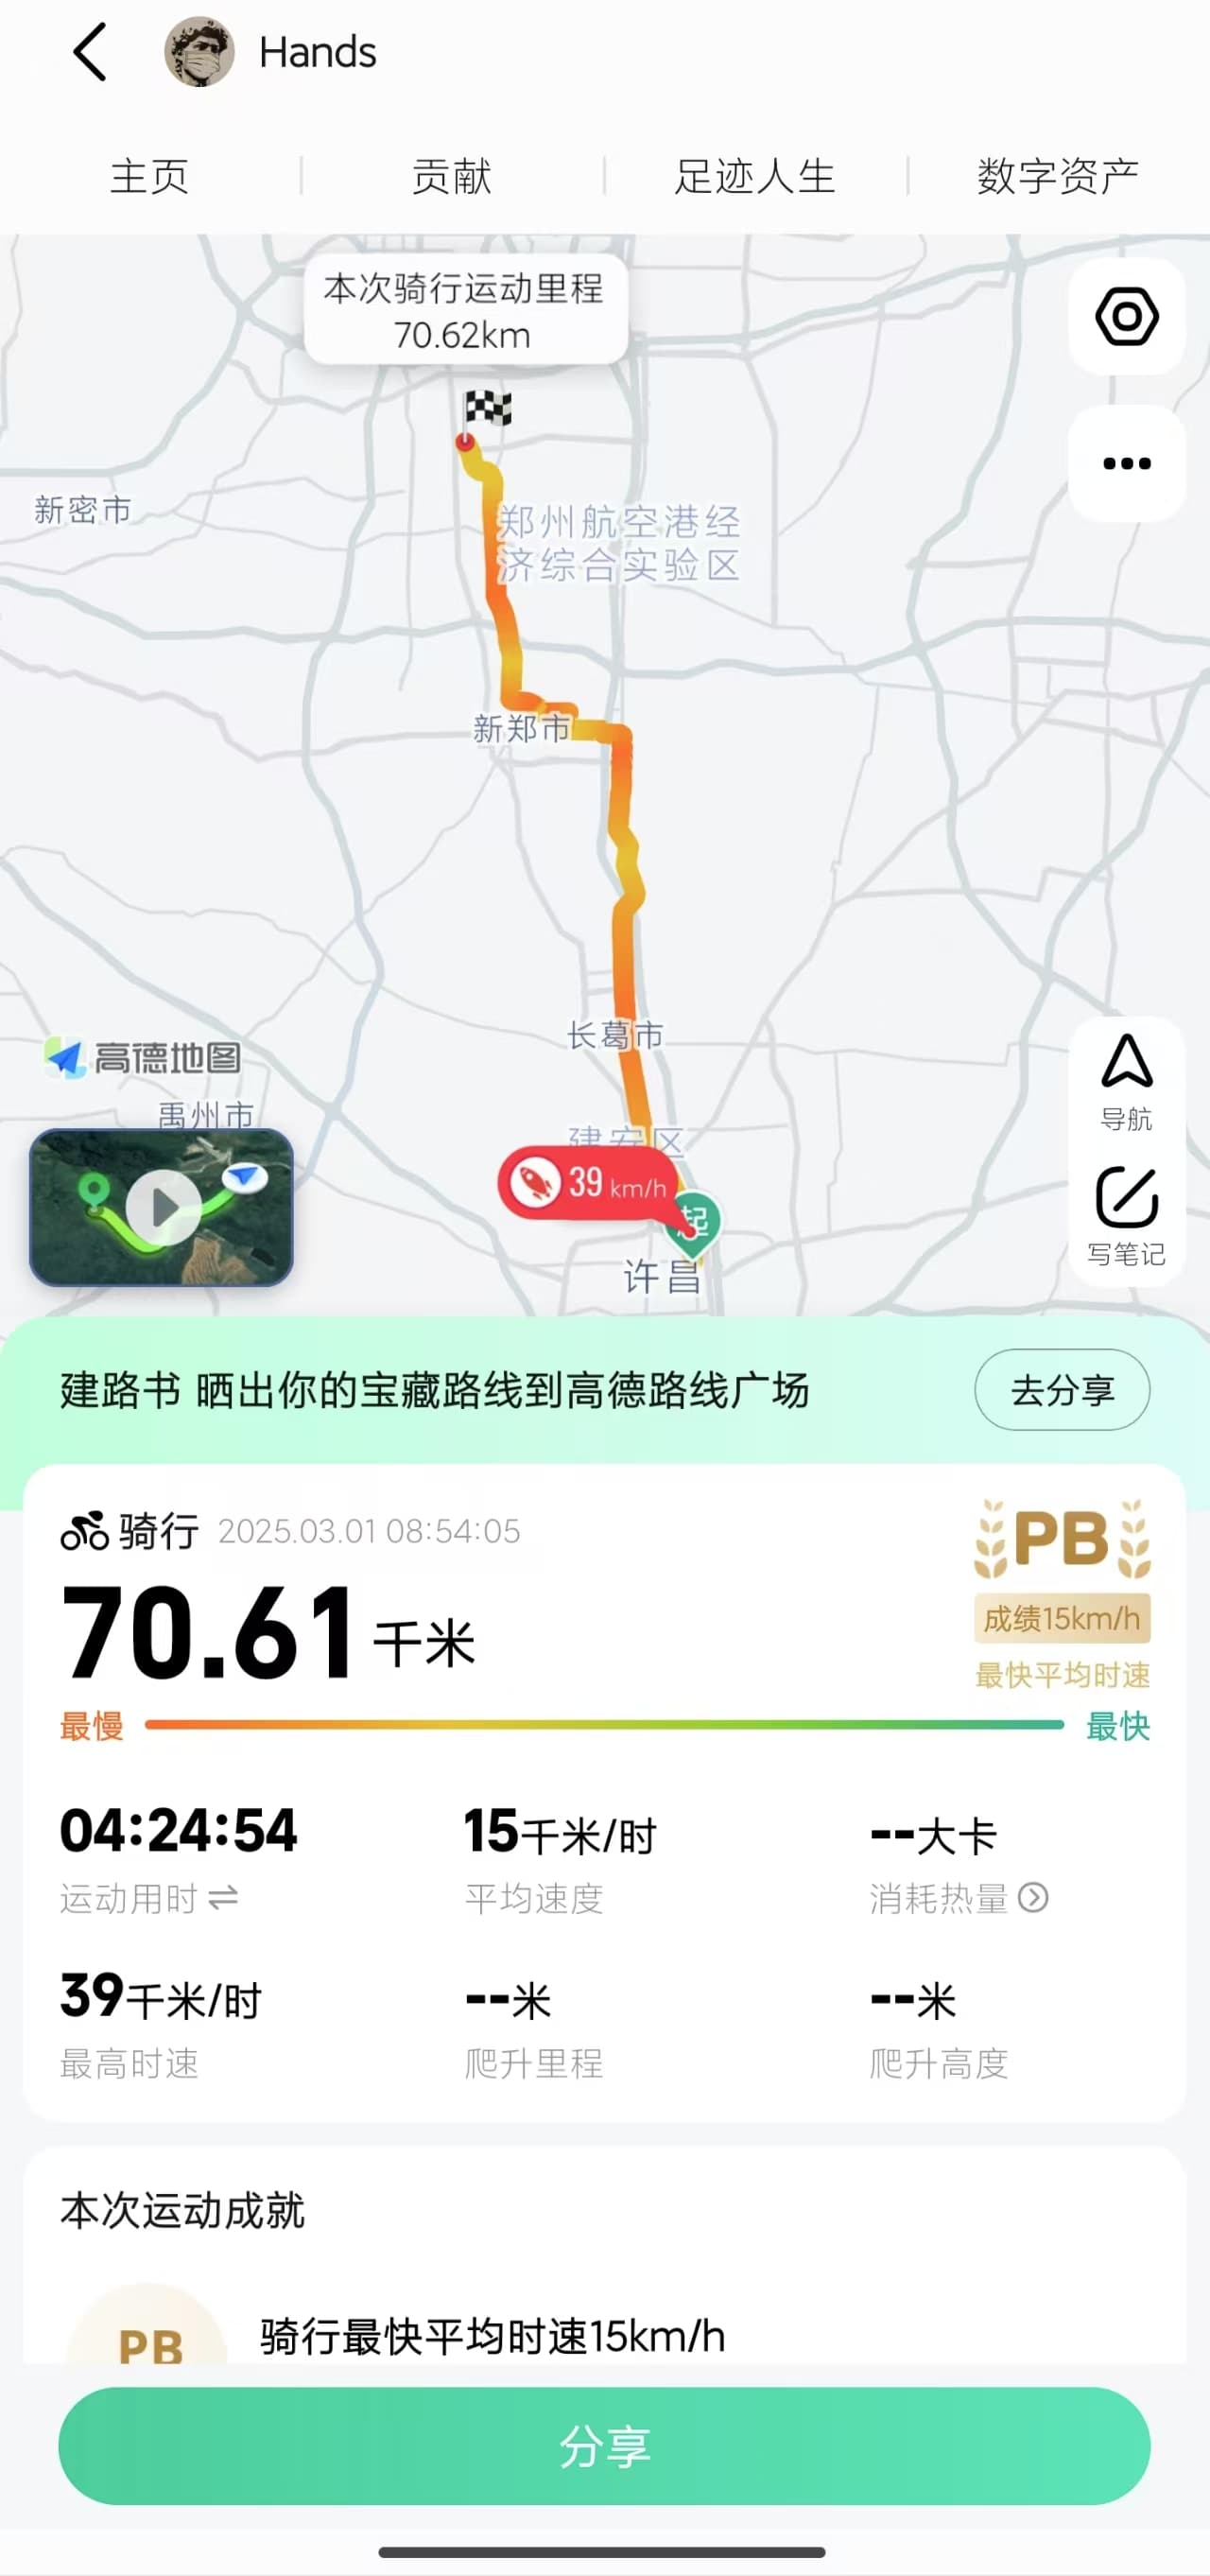 Hands
主页
贡献
足迹人生
数字资产
本次骑行运动里程
70.62km
新密市
郑州航空港经
济综合实验区
新郑市
长葛市
高德地图
禹州市
建安区
39 km/h
起
许昌
导航
写笔记
建路书 晒出你的宝藏路线到高德路线广场
去分享
骑行 2025.03.01 08:54:05
PB
70.61千米
成绩15km/h
最快平均时速
最慢
最快
04:24:54
15千米/时
--大卡
运动用时
平均速度
消耗热量
39千米/时
--米
--米
最高时速
爬升里程
爬升高度
本次运动成就
PB
骑行最快平均时速15km/h
分享